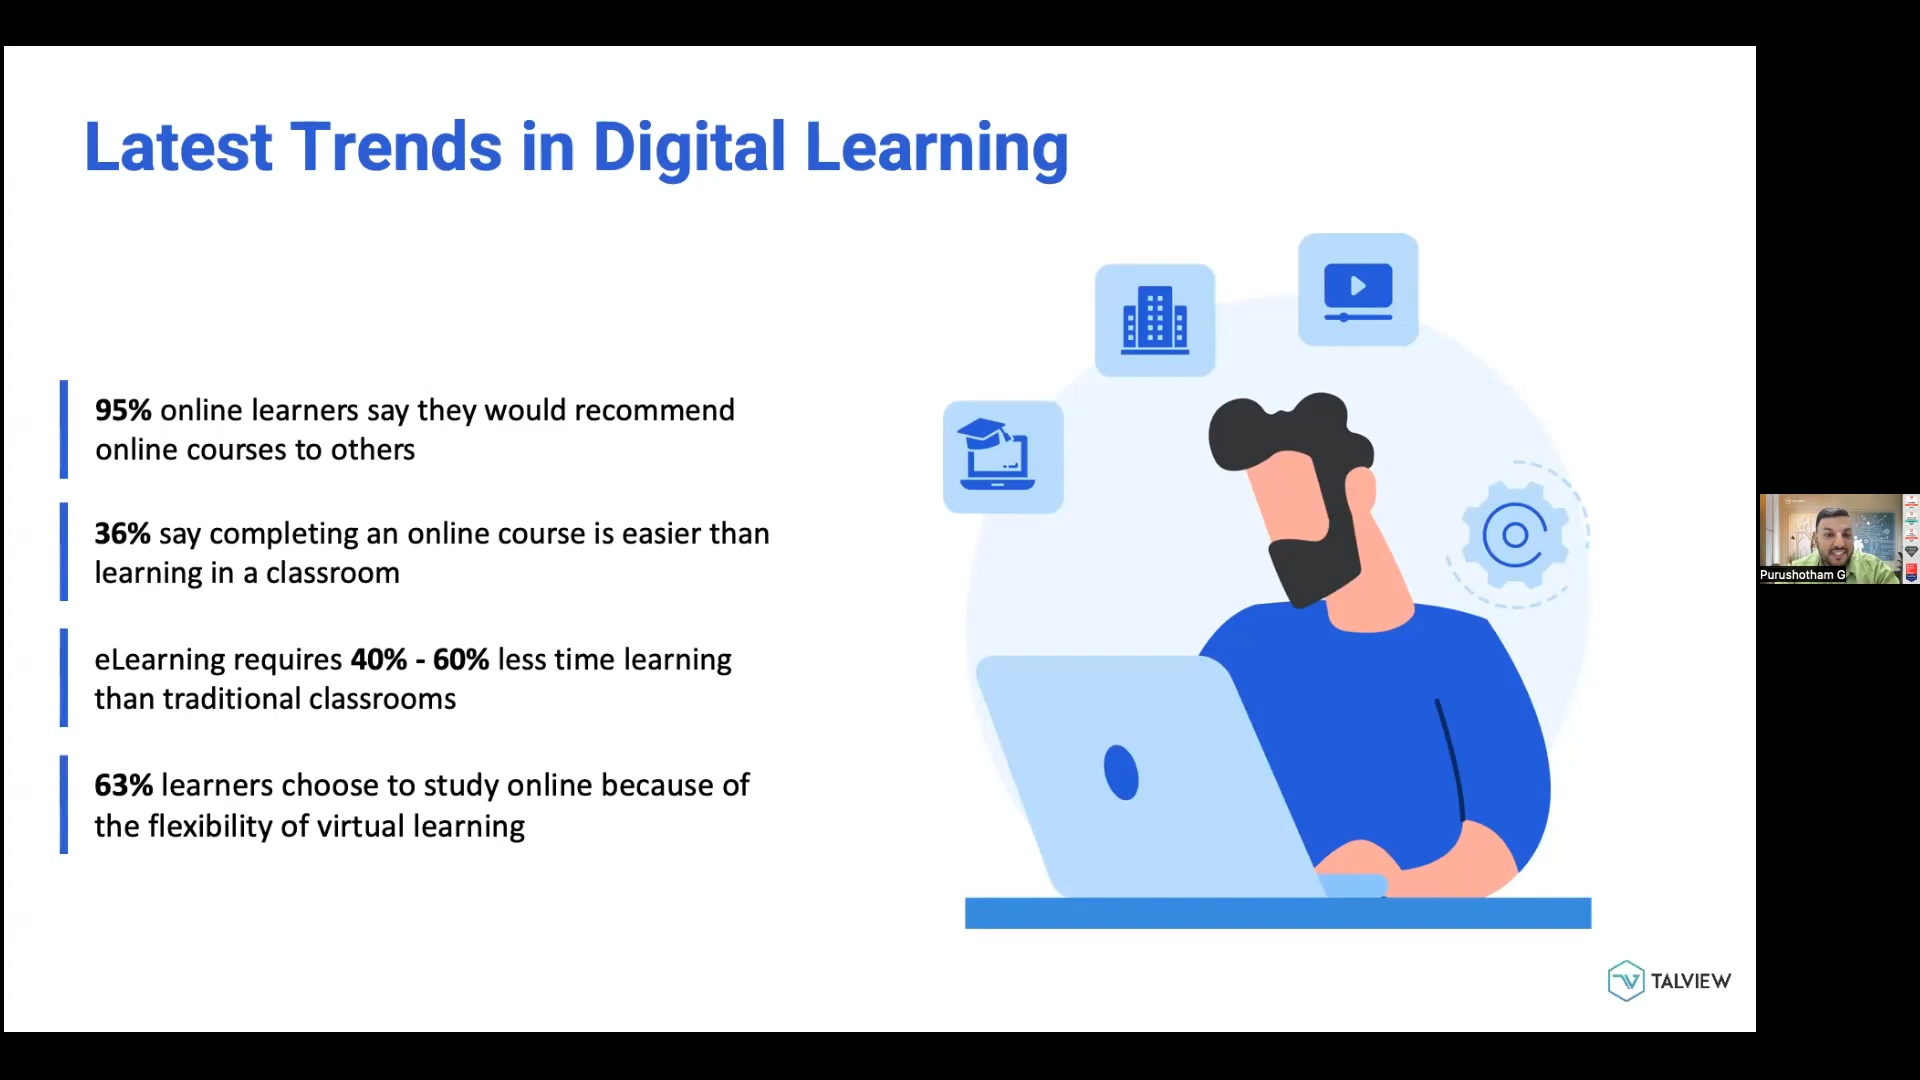 Latest Trends in Digital Learning
95% online learners say they would recommend
online courses to others
36% say completing an online course is easier than
learning in a classroom
eLearning requires 40% - 60% less time learning
than traditional classrooms
63% learners choose to study online because of
the flexibility of virtual learning
TALVIEW
Purushotham G